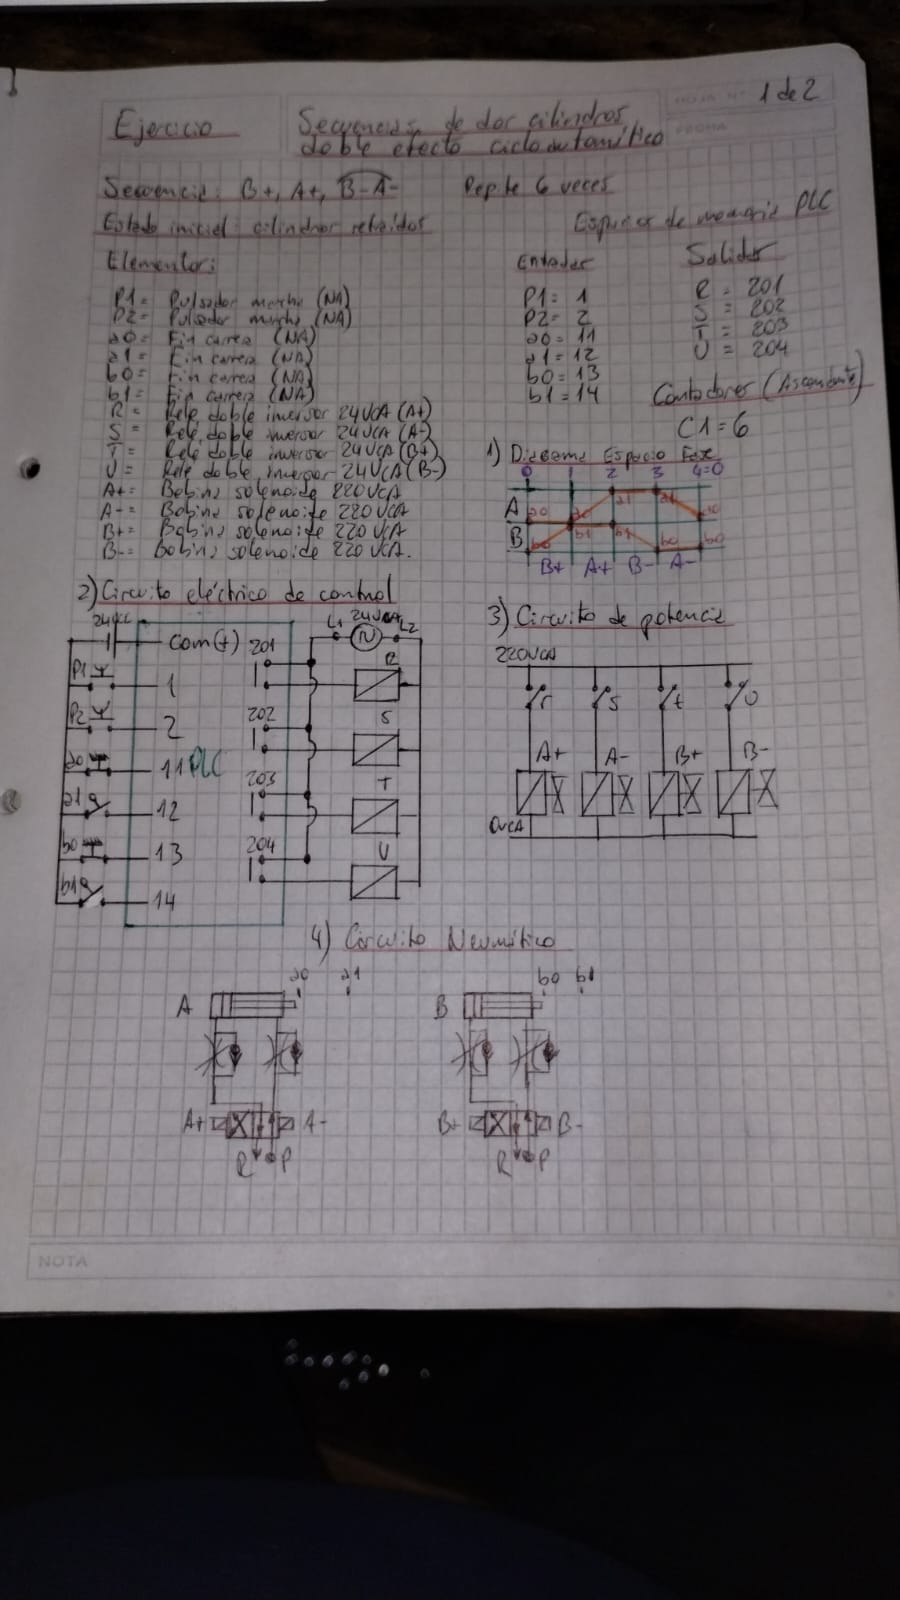 HOJA N° 1 de 2
FECHA
Ejercicio
Secuencia de dos cilindros
doble efecto ciclo automático
Secuencia: B+, A+, B-A- Repite 6 veces
Estado inicial: cilindros retraidos
Espacios de memoria PLC
Elementos:
P1= Pulsador marcha (NA)
P2= Pulsador marcha (NA)
a0= Fin carrera (NA)
a1= Fin carrera (NA)
b0= Fin carrera (NA)
b1= Fin carrera (NA)
R= Relé doble inversor 24VCA (A+)
S= Relé doble inversor 24VCA (A-)
T= Relé doble inversor 24VCA (B+)
U= Relé doble inversor 24VCA (B-)
A+= Bobina solenoide 220VCA
A-= Bobina solenoide 220VCA
B+= Bobina solenoide 220VCA
B-= Bobina solenoide 220VCA.
Entradas
P1= 1
P2= 2
a0= 11
a1= 12
b0= 13
b1= 14
Salidas
R = 201
S = 202
T = 203
U = 204
Contadores (Ascendente)
C1=6
1) Diagrama Espacio Fase
0 1 2 3 4=0
A a0 a0 a1 a1 a0
B b0 b1 b1 b0 b0
B+ A+ B- A-
2) Circuito eléctrico de control
24Vcc Com(+) 201 L1 24VCA L2
N
R
P1 1
202
S
P2 2
a0 11 PLC
203 T
a1 12
204 U
b0 13
b1 14
3) Circuito de potencia
220VCA
r s t u
A+ A- B+ B-
0VCA
4) Circuito Neumático
a0 a1 b0 b1
A B
A+ A- B+ B-
R P R P
NOTA